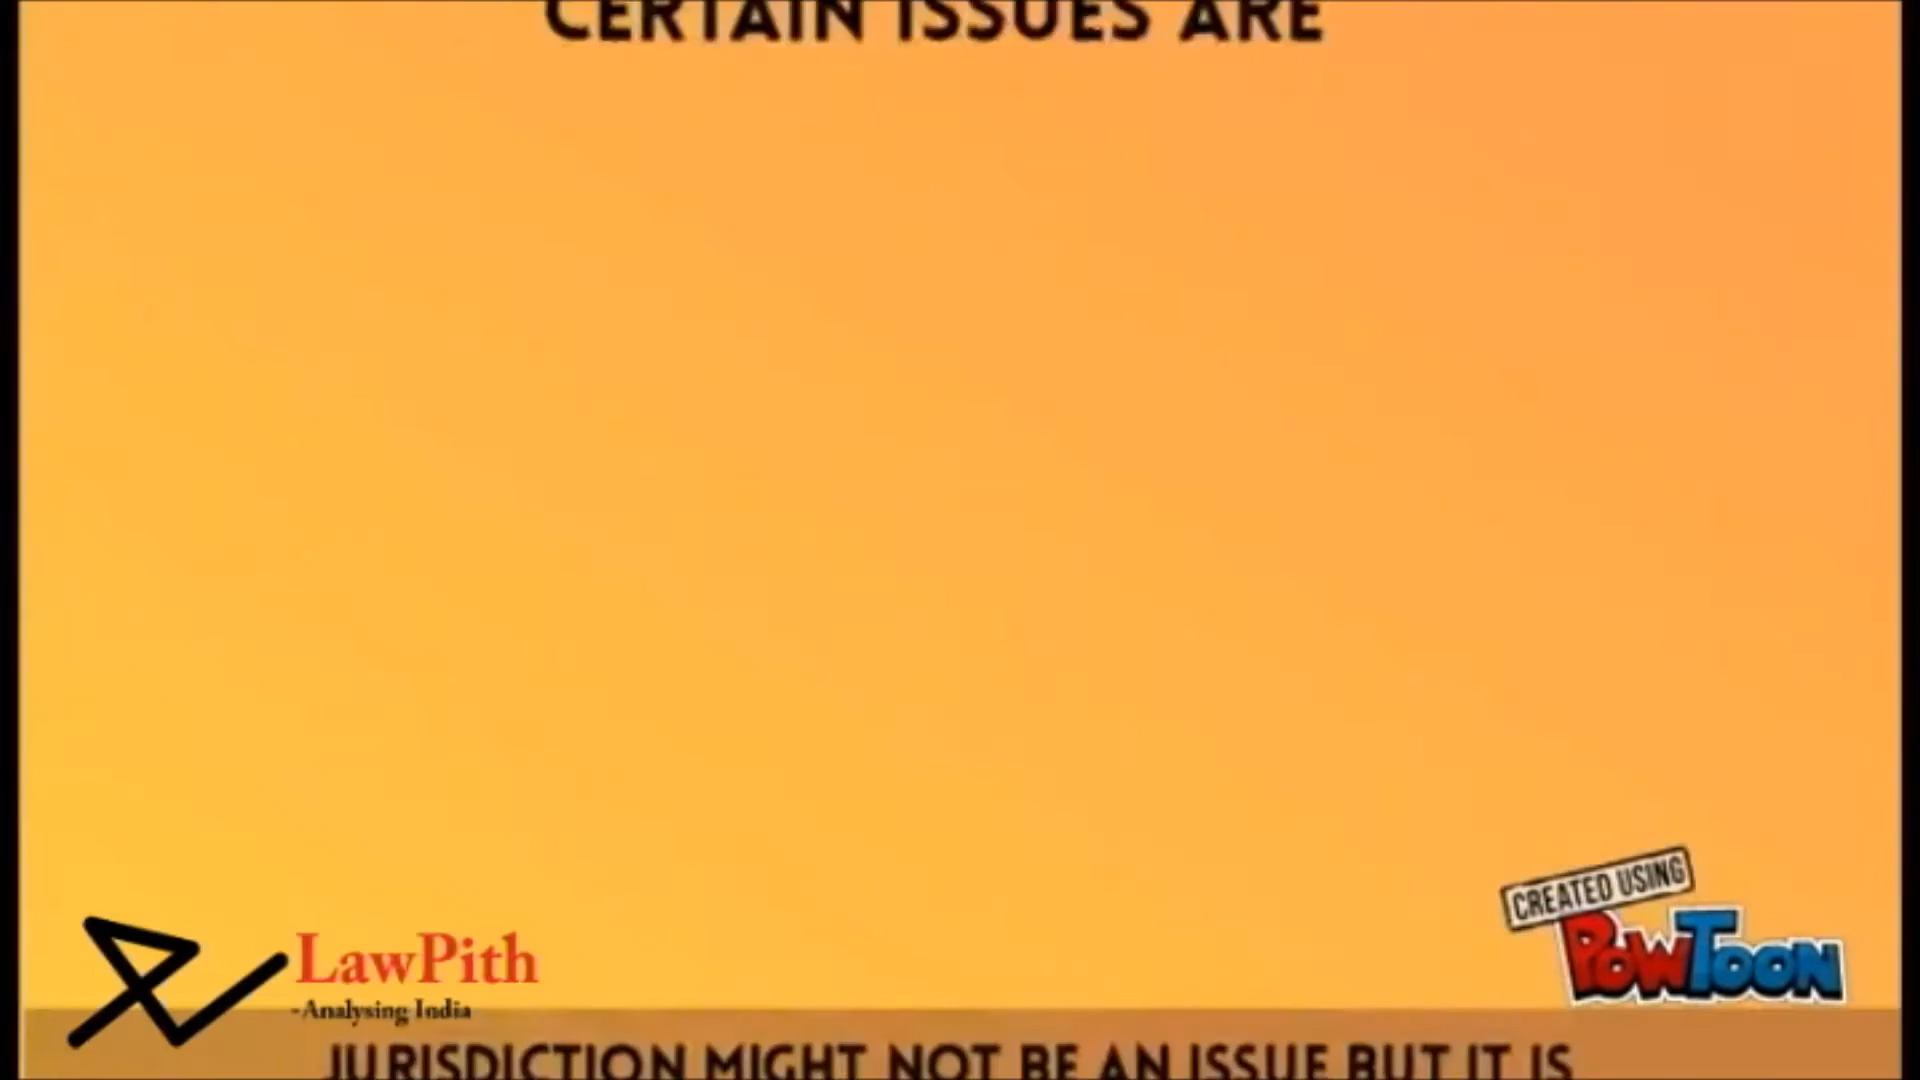 CERTAIN ISSUES ARE
CREATED USING
POWTOON
LawPith
-Analysing India
JURISDICTION MIGHT NOT BE AN ISSUE BUT IT IS